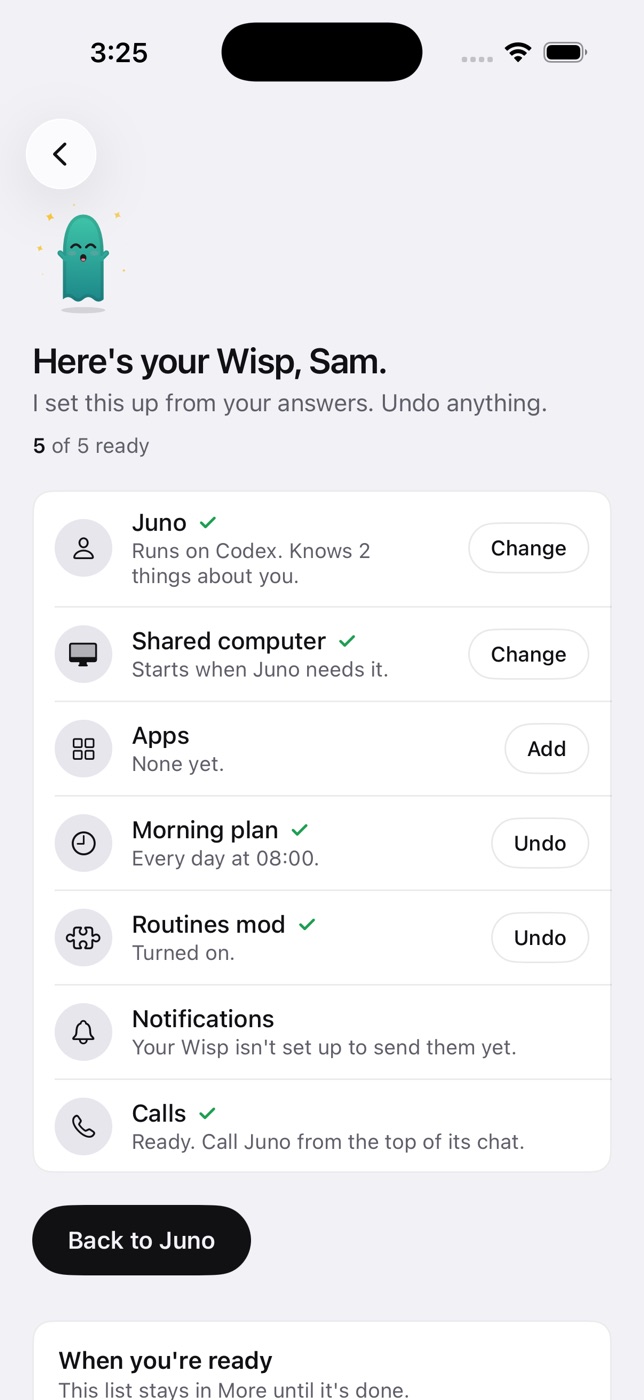 3:25
Here's your Wisp, Sam.
I set this up from your answers. Undo anything.
5 of 5 ready
Juno
Runs on Codex. Knows 2
things about you.
Change
Shared computer
Starts when Juno needs it.
Change
Apps
None yet.
Add
Morning plan
Every day at 08:00.
Undo
Routines mod
Turned on.
Undo
Notifications
Your Wisp isn't set up to send them yet.
Calls
Ready. Call Juno from the top of its chat.
Back to Juno
When you're ready
This list stays in More until it's done.